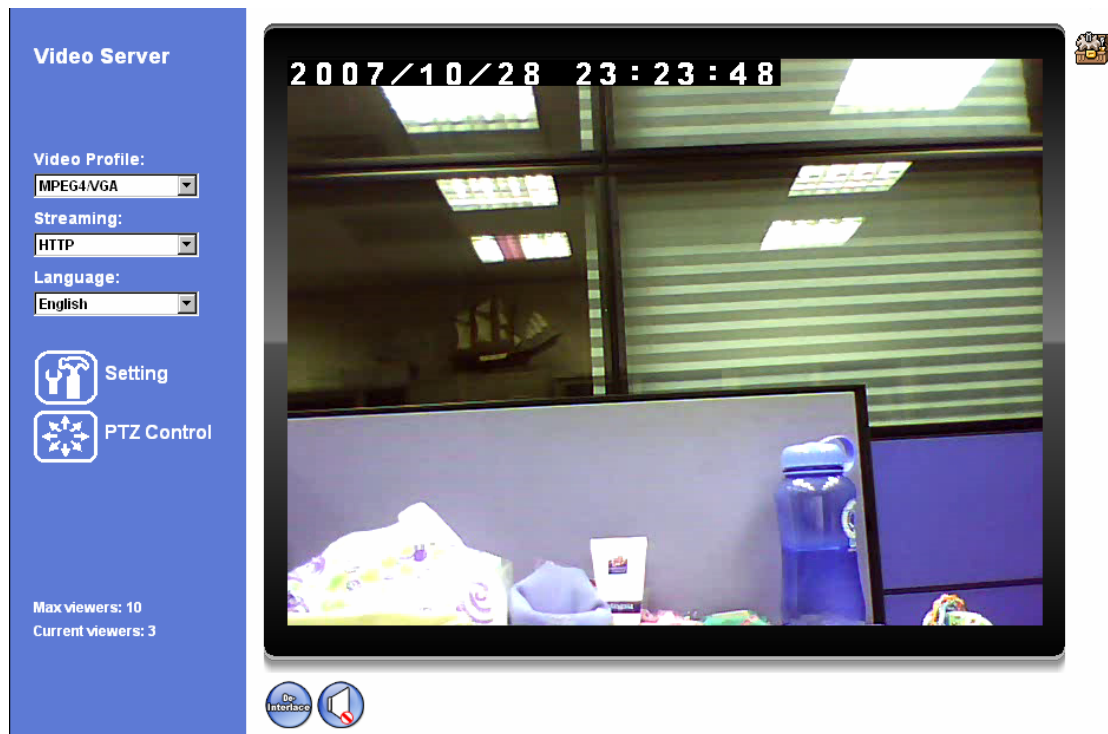 Video Server
2007/10/28 23:23:48
Video Profile:
MPEG4/VGA
Streaming:
HTTP
Language:
English
Setting
PTZ Control
Max viewers: 10
Current viewers: 3
De-
Interlace